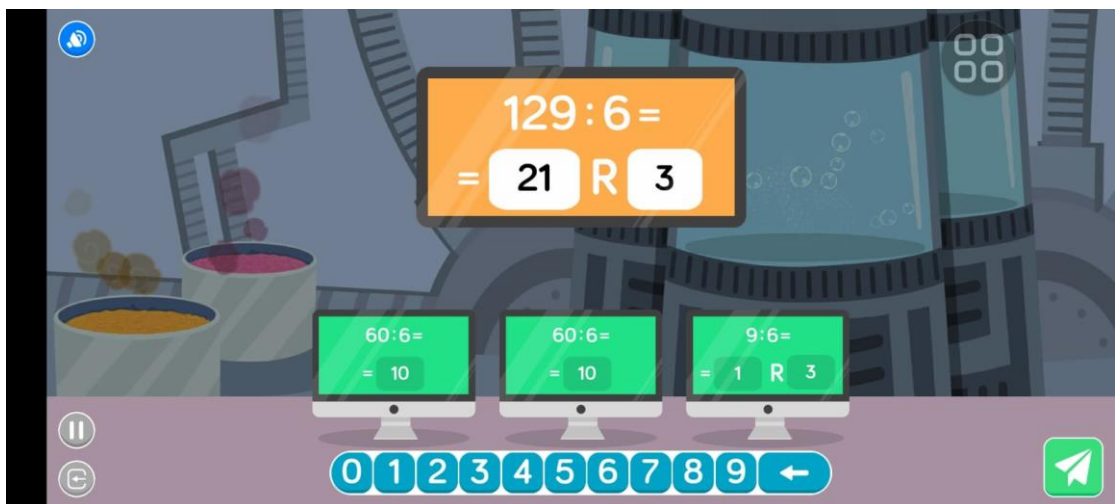 129:6=
= 21 R 3
60:6=
= 10
60:6=
= 10
9:6=
= 1 R 3
0 1 2 3 4 5 6 7 8 9 ←